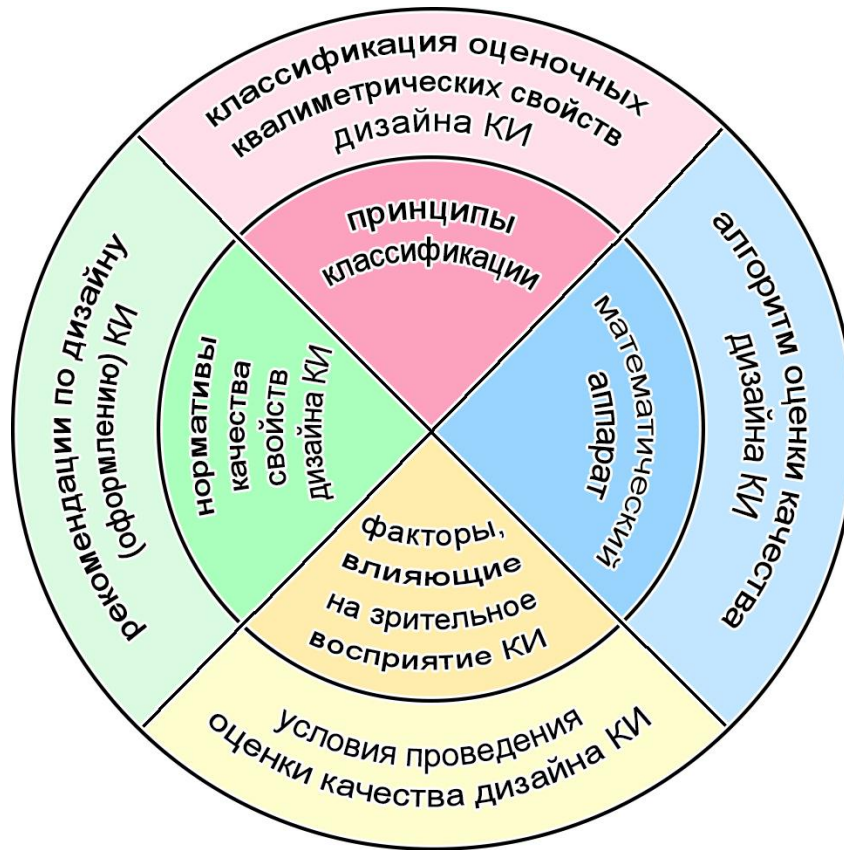 классификация оценочных
квалиметрических свойств
дизайна КИ
принципы
классификации
алгоритм оценки качества
дизайна КИ
математический
аппарат
факторы,
влияющие
на зрительное
восприятие КИ
условия проведения
оценки качества дизайна КИ
рекомендации по дизайну
(оформлению) КИ
нормативы
качества
свойств
дизайна КИ